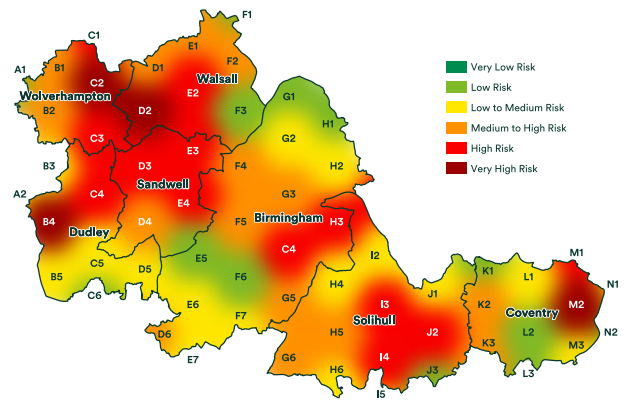 F1
C1
E1
A1
B1
D1
F2
Walsall
C2
Wolverhampton
E2
G1
B2
D2
F3
H1
C3
G2
E3
B3
D3
F4
H2
Sandwell
A2
C4
E4
G3
B4
D4
F5
Birmingham
H3
Dudley
C4
I2
M1
C5
E5
B5
D5
F6
H4
J1
K1
L1
N1
C6
G5
I3
K2
Coventry
M2
E6
F7
Solihull
D6
H5
J2
L2
N2
K3
M3
E7
G6
I4
H6
J3
L3
I5
Very Low Risk
Low Risk
Low to Medium Risk
Medium to High Risk
High Risk
Very High Risk